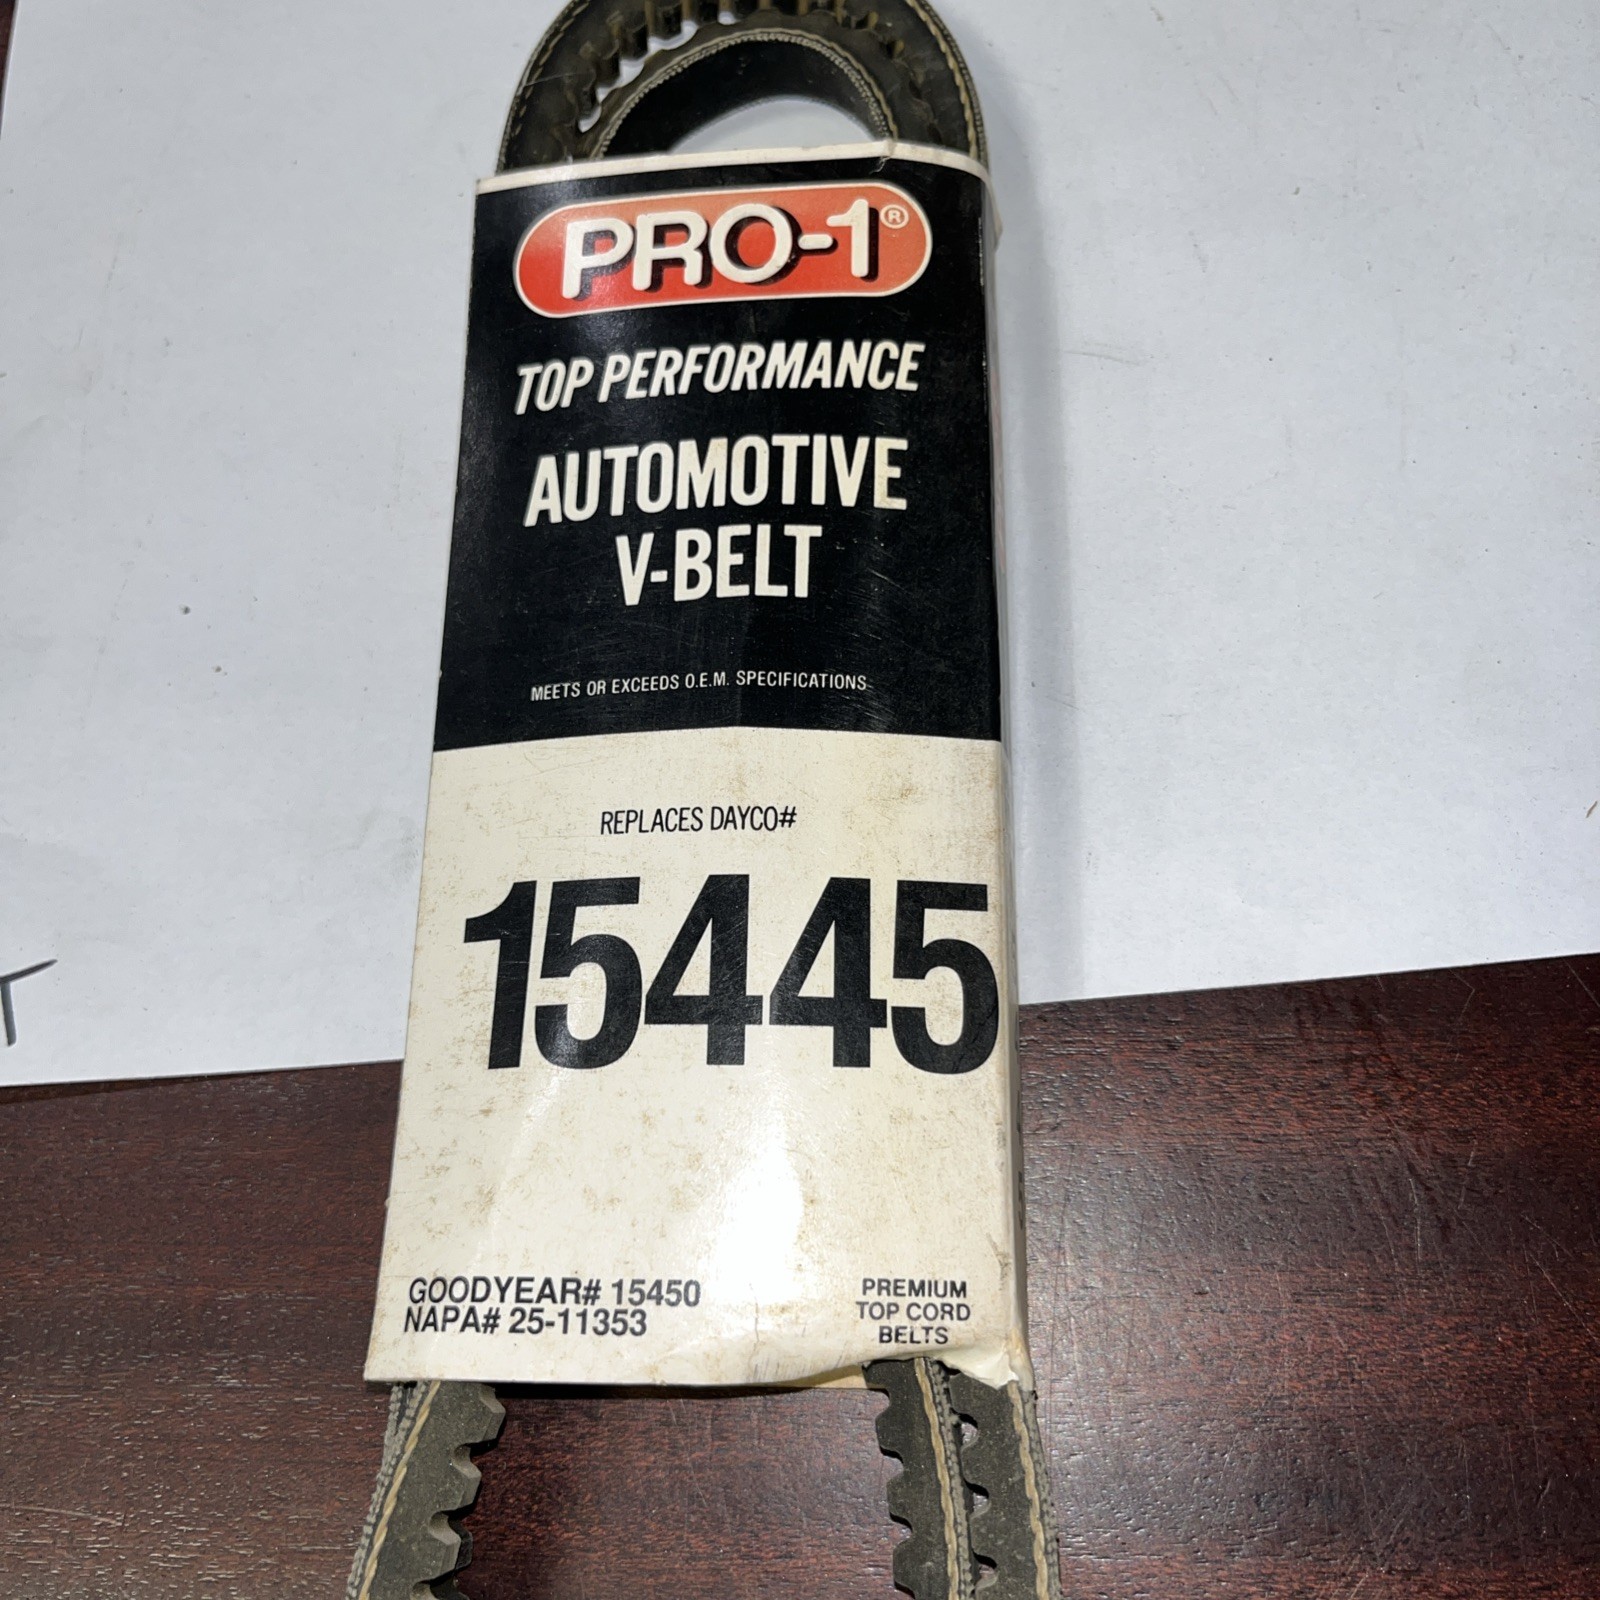 PRO-1®
TOP PERFORMANCE
AUTOMOTIVE
V-BELT
MEETS OR EXCEEDS O.E.M. SPECIFICATIONS
REPLACES DAYCO#
15445
GOODYEAR# 15450
NAPA# 25-11353
PREMIUM
TOP CORD
BELTS